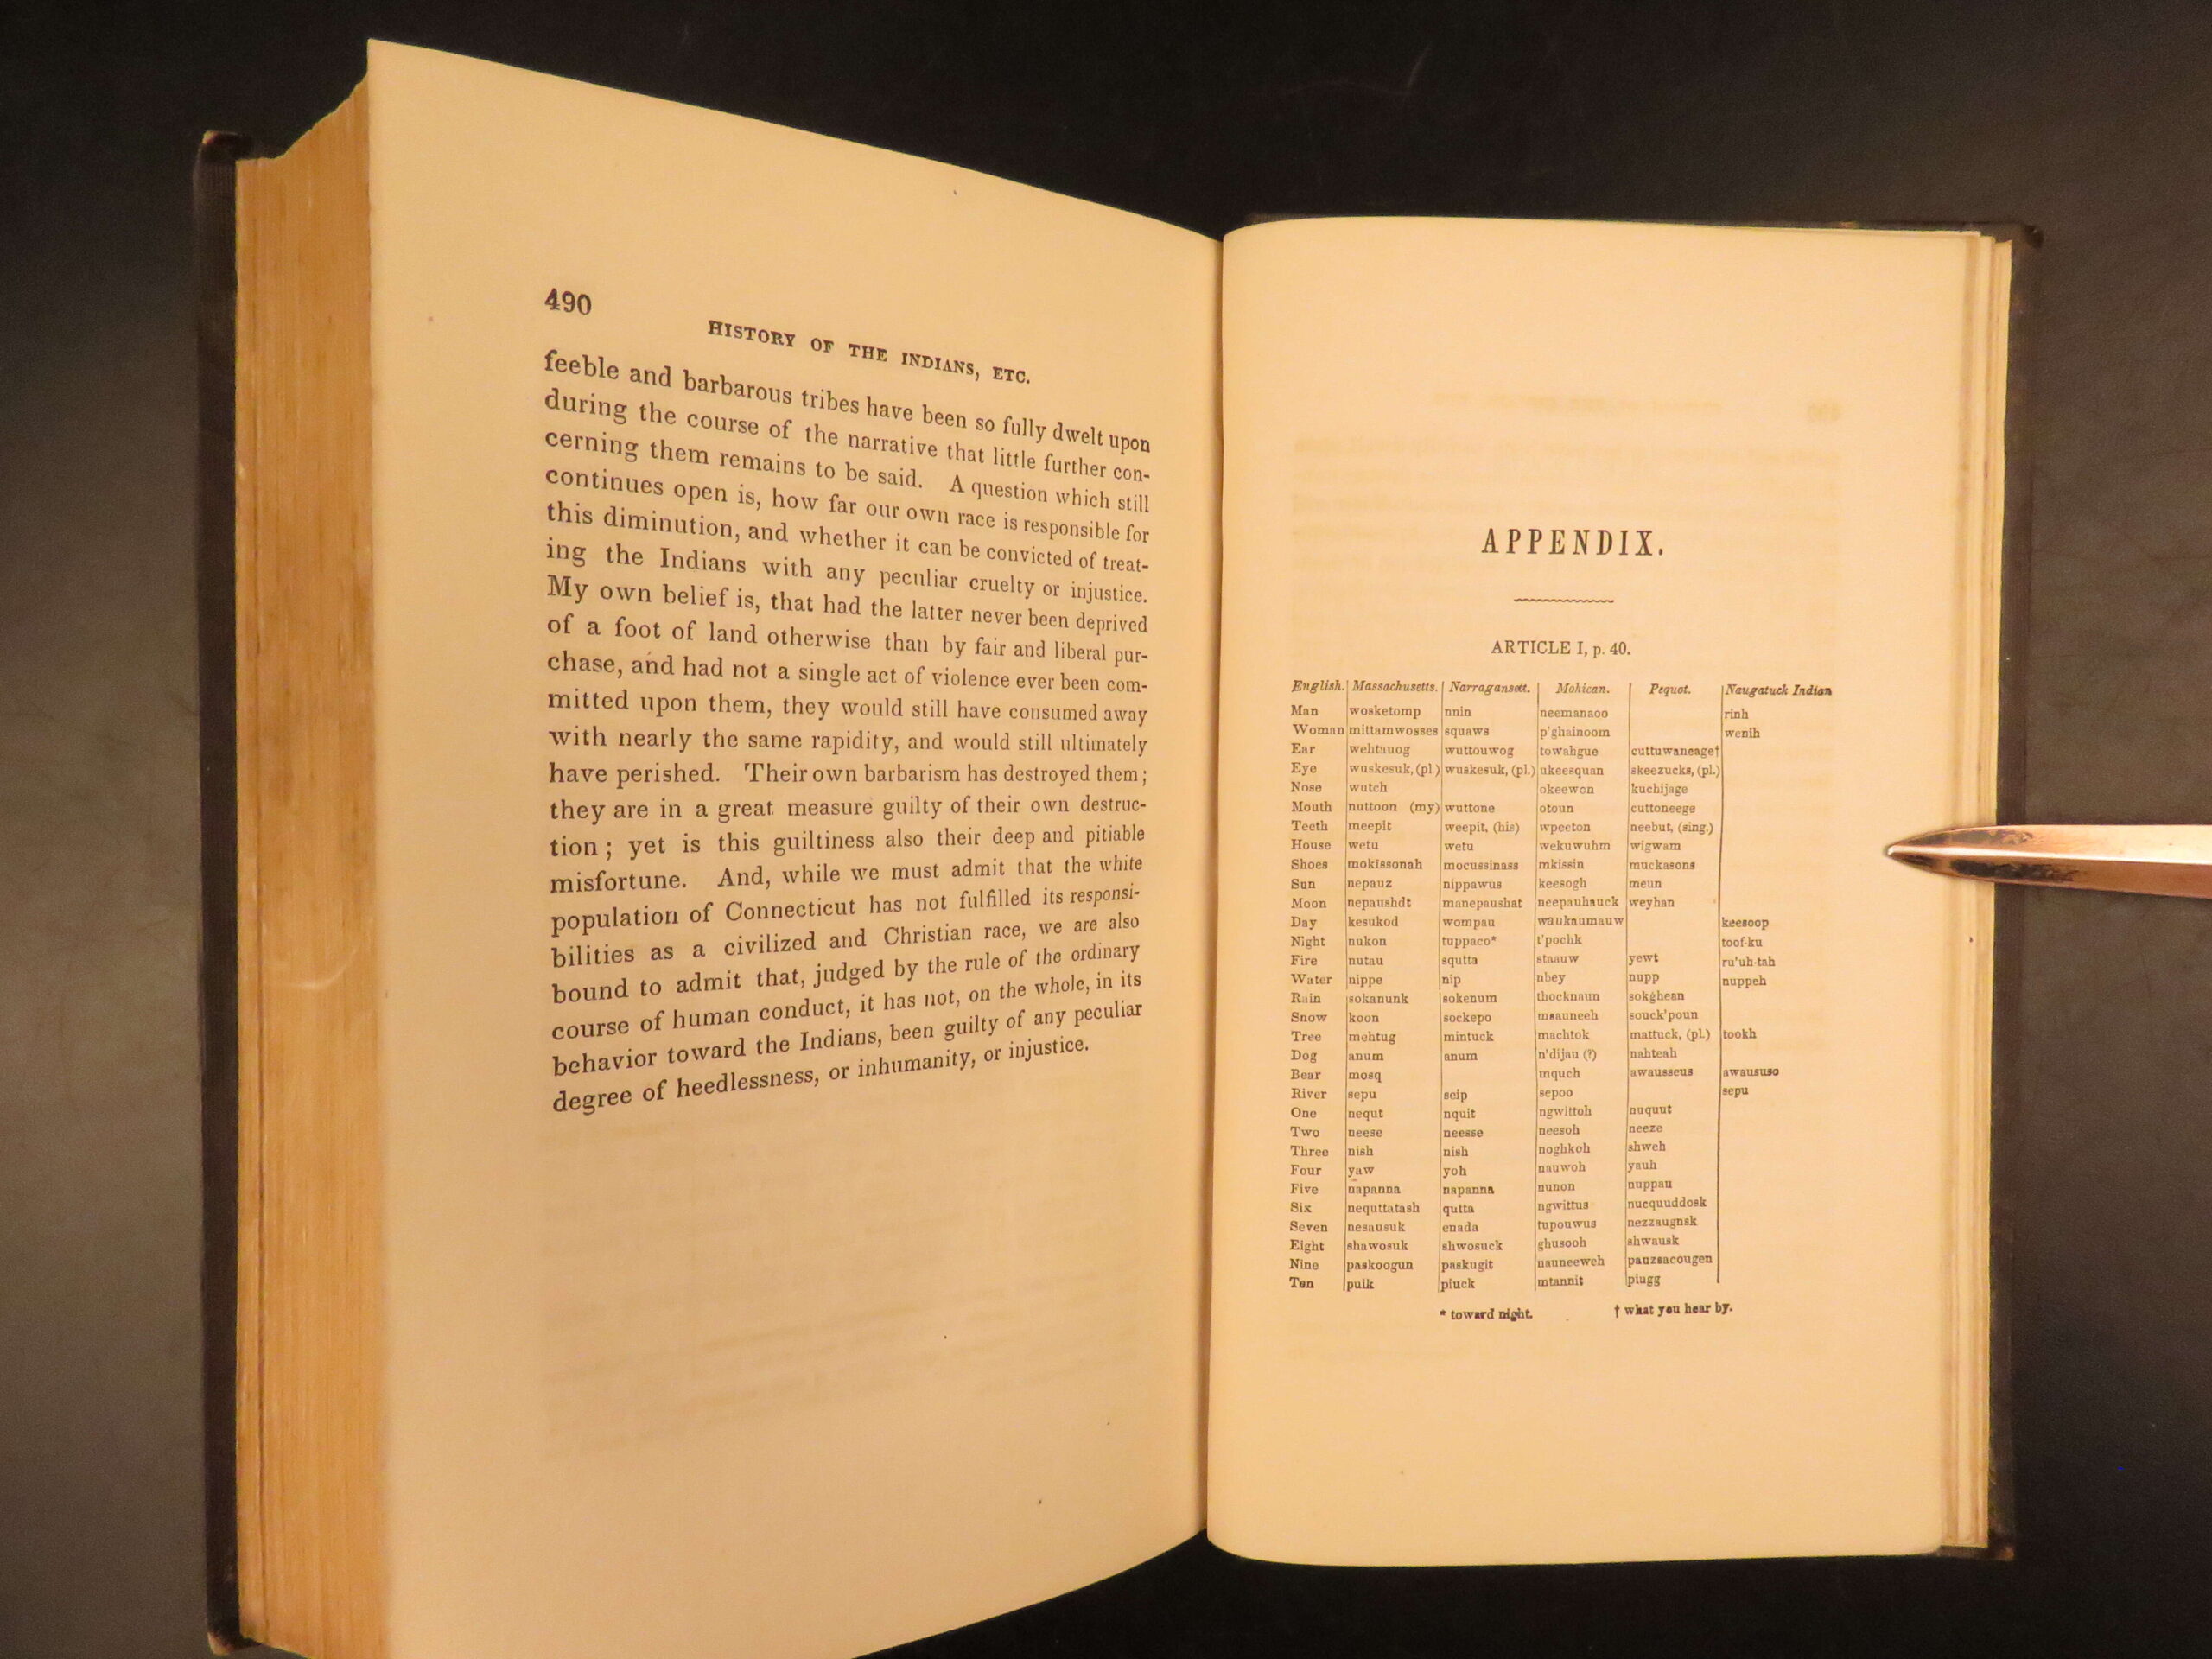 490
HISTORY OF THE INDIANS, ETC.
feeble and barbarous tribes have been so fully dwelt upon
during the course of the narrative that little further con-
cerning them remains to be said. A question which still
continues open is, how far our own race is responsible for
this diminution, and whether it can be convicted of treat-
ing the Indians with any peculiar cruelty or injustice.
My own belief is, that had the latter never been deprived
of a foot of land otherwise than by fair and liberal pur-
chase, and had not a single act of violence ever been com-
mitted upon them, they would still have consumed away
with nearly the same rapidity, and would still ultimately
have perished. Their own barbarism has destroyed them;
they are in a great measure guilty of their own destruc-
tion; yet is this guiltiness also their deep and pitiable
misfortune. And, while we must admit that the white
population of Connecticut has not fulfilled its responsi-
bilities as a civilized and Christian race, we are also
bound to admit that, judged by the rule of the ordinary
course of human conduct, it has not, on the whole, in its
behavior toward the Indians, been guilty of any peculiar
degree of heedlessness, or inhumanity, or injustice.
APPENDIX.
ARTICLE I, p. 40.
English. Massachusetts. Narragansett. Mohican. Pequot. Naugatuck Indian
Man wosketomp nnin neemanaoo rinh
Woman mittamwosses squaws p'ghainoom wenih
Ear wehtauog wuttouwog towahgue cuttuwaneage†
Eye wuskesuk, (pl.) wuskesuk, (pl.) ukeesquan skeezucks, (pl.)
Nose wutch okeewon kuchijage
Mouth nuttoon (my) wuttone otoun cuttoneege
Teeth meepit weepit, (his) wpeeton neebut, (sing.)
House wetu wetu wekuwuhm wigwam
Shoes mokissonah mocussinass mkissin muckasons
Sun nepauz nippawus keesogh meun
Moon nepaushdt manepaushat neepauhauck weyhan
Day kesukod wompau waukaumauw keesoop
Night nukon tuppaco* t'pochk toof-ku
Fire nutau squtta staauw yewt ru'uh-tah
Water nippe nip nbey nupp nuppeh
Rain sokanunk sokenum thocknaun sokghean
Snow koon sockepo msauneeh souck'poun
Tree mehtug mintuck machtok mattuck, (pl.) tookh
Dog anum anum n'dijau (?) nahteah
Bear mosq mquch awausseus awaususo
River sepu seip sepoo sepu
One nequt nquit ngwittoh nuquut
Two neese neesse neesoh neeze
Three nish nish noghkoh shweh
Four yaw yoh nauwoh yauh
Five napanna napanna nunon nuppau
Six nequttatash qutta ngwittus nucquuddosk
Seven nesausuk enada tupouwus nezzaugnsk
Eight shawosuk shwosuck ghusooh shwausk
Nine paskoogun paskugit nauneeweh pauzsacougen
Ten puik piuck mtannit piugg
* toward night. † what you hear by.